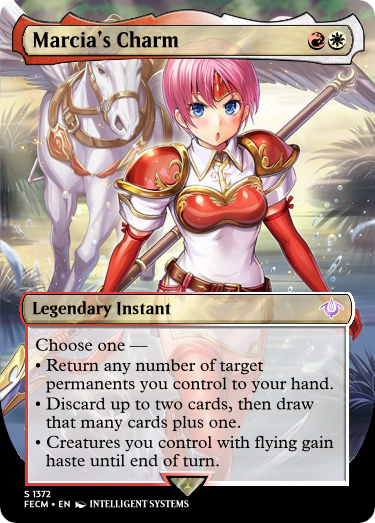 Marcia's Charm
Legendary Instant
Choose one —
• Return any number of target
permanents you control to your hand.
• Discard up to two cards, then draw
that many cards plus one.
• Creatures you control with flying gain
haste until end of turn.
S 1372
FECM • EN INTELLIGENT SYSTEMS